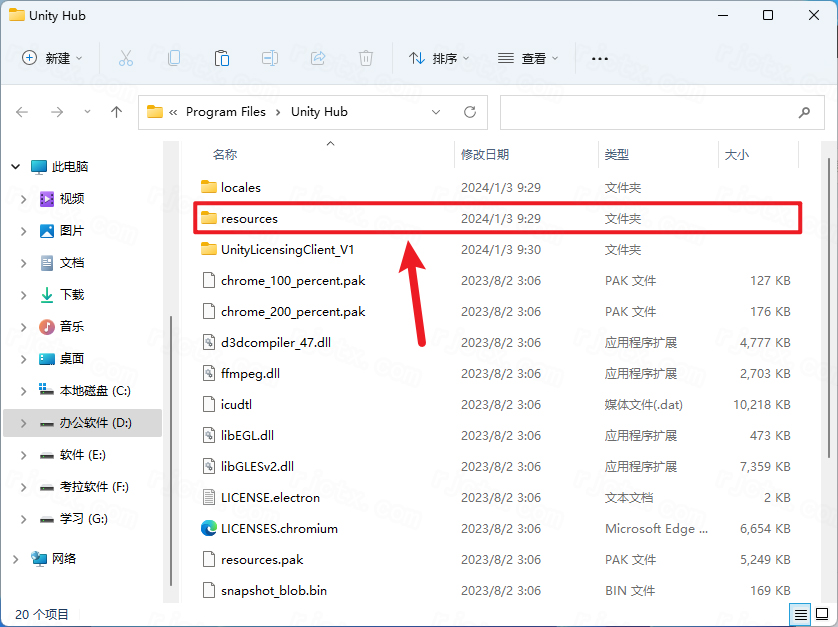 Unity Hub
新建 排序 查看
« Program Files > Unity Hub
名称 修改日期 类型 大小
此电脑
视频
图片
文档
下载
音乐
桌面
本地磁盘 (C:)
办公软件 (D:)
软件 (E:)
考拉软件 (F:)
学习 (G:)
网络
locales 2024/1/3 9:29 文件夹
resources 2024/1/3 9:29 文件夹
UnityLicensingClient_V1 2024/1/3 9:30 文件夹
chrome_100_percent.pak 2023/8/2 3:06 PAK 文件 127 KB
chrome_200_percent.pak 2023/8/2 3:06 PAK 文件 176 KB
d3dcompiler_47.dll 2023/8/2 3:06 应用程序扩展 4,777 KB
ffmpeg.dll 2023/8/2 3:06 应用程序扩展 2,703 KB
icudtl 2023/8/2 3:06 媒体文件(.dat) 10,218 KB
libEGL.dll 2023/8/2 3:06 应用程序扩展 473 KB
libGLESv2.dll 2023/8/2 3:06 应用程序扩展 7,359 KB
LICENSE.electron 2023/8/2 3:06 文本文档 2 KB
LICENSES.chromium 2023/8/2 3:06 Microsoft Edge ... 6,654 KB
resources.pak 2023/8/2 3:06 PAK 文件 5,249 KB
snapshot_blob.bin 2023/8/2 3:06 BIN 文件 169 KB
20 个项目